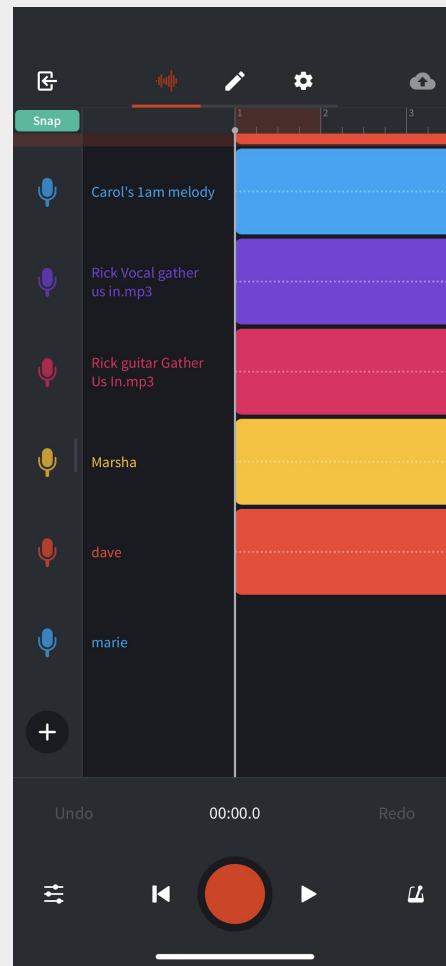 Snap
1
2
3
Carol's 1am melody
Rick Vocal gather
us in.mp3
Rick guitar Gather
Us In.mp3
Marsha
dave
marie
Undo
00:00.0
Redo